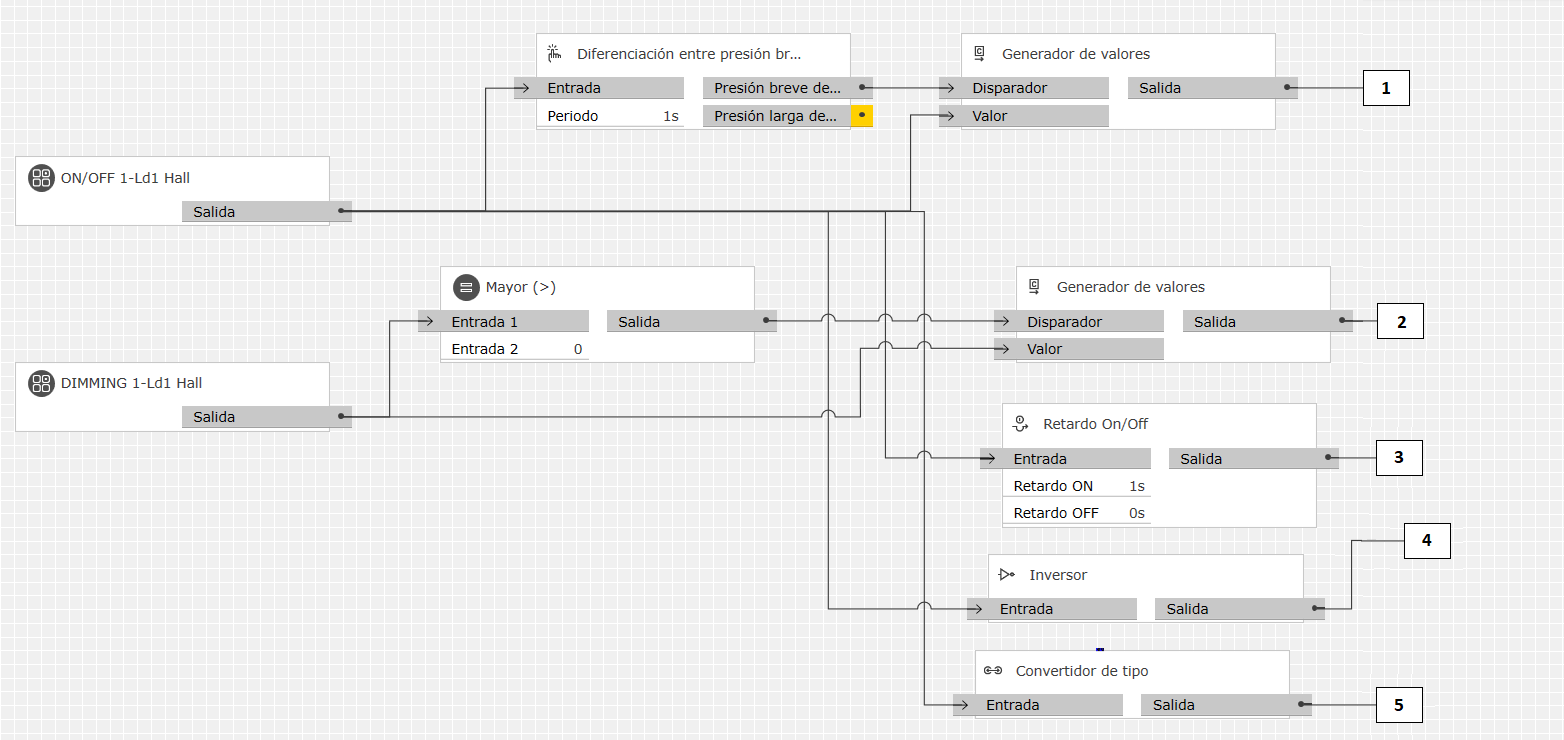 Diferenciación entre presión br...
Entrada
Presión breve de...
Periodo 1s
Presión larga de...
Generador de valores
Disparador
Salida
Valor
1
ON/OFF 1-Ld1 Hall
Salida
Mayor (>)
Entrada 1
Salida
Entrada 2 0
Generador de valores
Disparador
Salida
Valor
2
DIMMING 1-Ld1 Hall
Salida
Retardo On/Off
Entrada
Salida
Retardo ON 1s
Retardo OFF 0s
3
Inversor
Entrada
Salida
4
Convertidor de tipo
Entrada
Salida
5